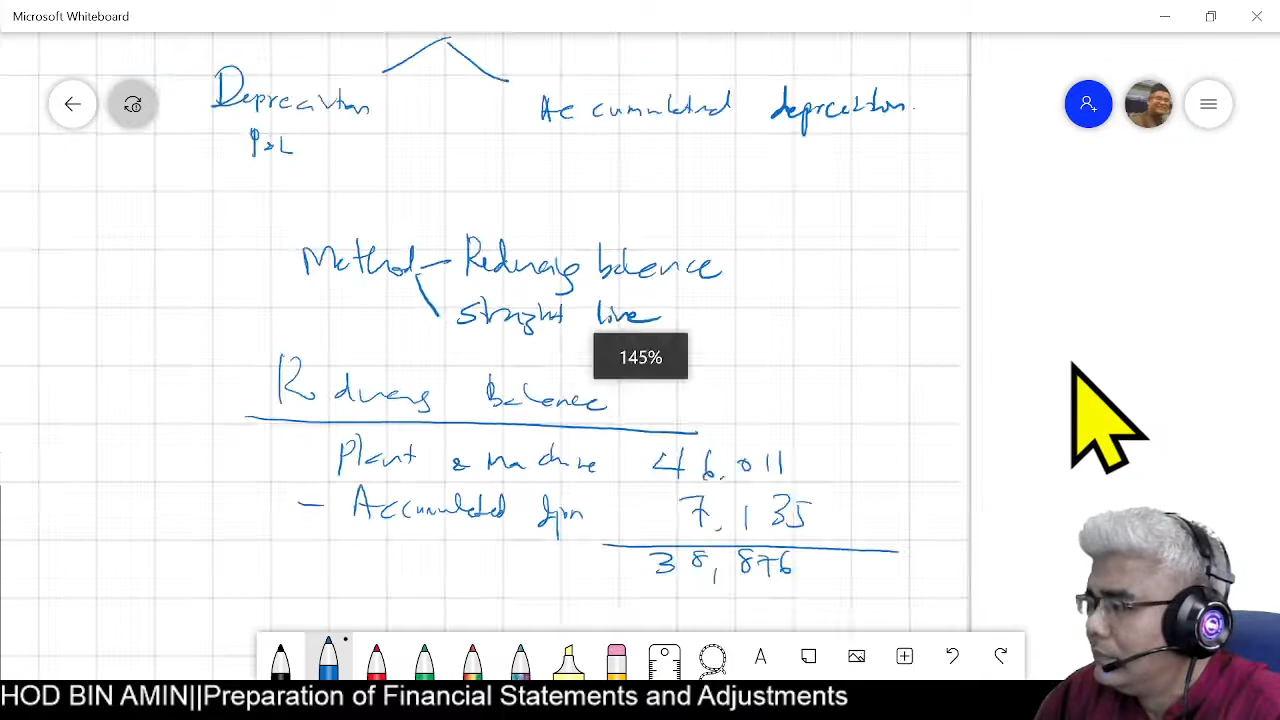 Microsoft Whiteboard
Depreciation
P&L
Accumulated depreciation.
Method - Reducing balance
straight line
145%
Reducing balance
Plant & Machine 46,011
- Accumulated dpn 7,135
38,876
A
HOD BIN AMIN||Preparation of Financial Statements and Adjustments